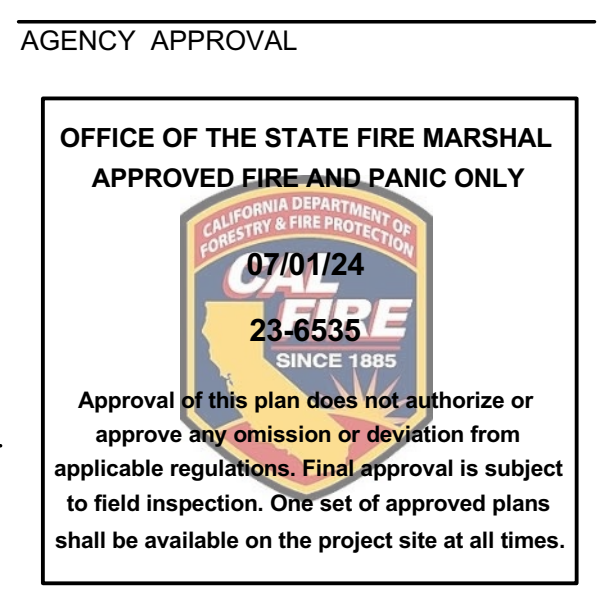 AGENCY APPROVAL
OFFICE OF THE STATE FIRE MARSHAL
APPROVED FIRE AND PANIC ONLY
CALIFORNIA DEPARTMENT OF
FORESTRY & FIRE PROTECTION
07/01/24
CAL
FIRE
23-6535
SINCE 1885
Approval of this plan does not authorize or
approve any omission or deviation from
applicable regulations. Final approval is subject
to field inspection. One set of approved plans
shall be available on the project site at all times.